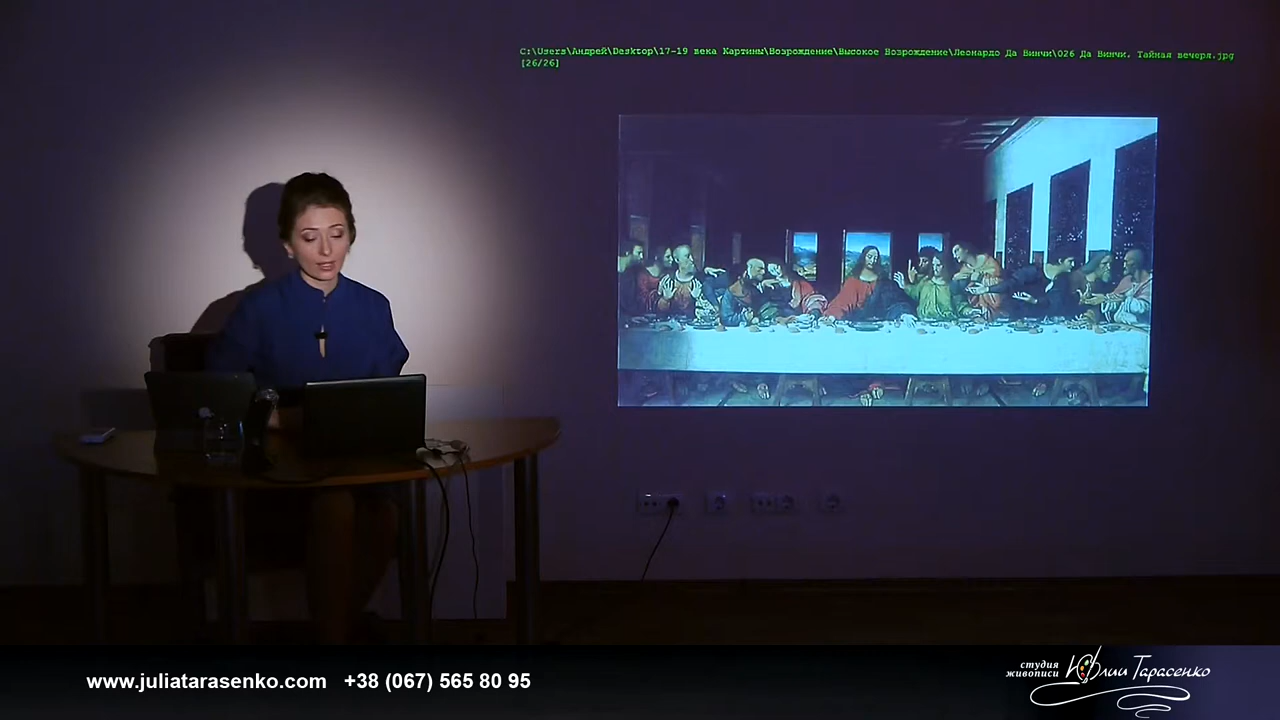 C:\Users\Андрей\Desktop\17-19 века Картины\Возрождение\Высокое Возрождение\Леонардо Да Винчи\026 Да Винчи. Тайная вечеря.jpg
[26/26]
www.juliatarasenko.com +38 (067) 565 80 95
студия
живописи
Юлии Тарасенко